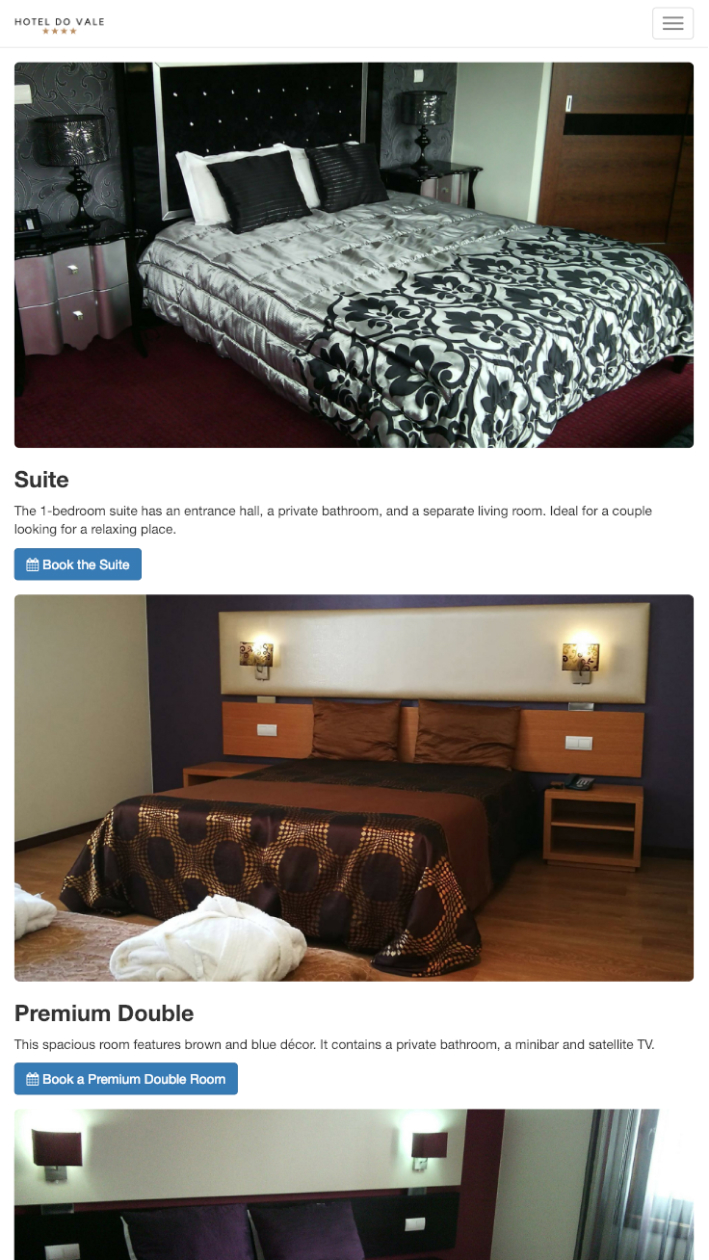 HOTEL DO VALE
★★★★
Suite
The 1-bedroom suite has an entrance hall, a private bathroom, and a separate living room. Ideal for a couple
looking for a relaxing place.
Book the Suite
Premium Double
This spacious room features brown and blue décor. It contains a private bathroom, a minibar and satellite TV.
Book a Premium Double Room